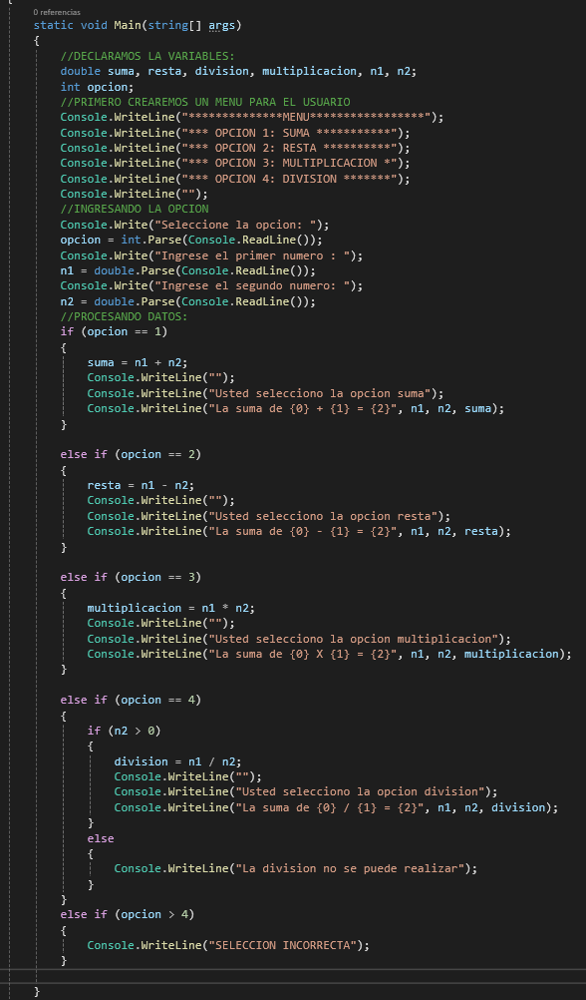 0 referencias
static void Main(string[] args)
{
//DECLARAMOS LA VARIABLES:
double suma, resta, division, multiplicacion, n1, n2;
int opcion;
//PRIMERO CREAREMOS UN MENU PARA EL USUARIO
Console.WriteLine("**************MENU*****************");
Console.WriteLine("*** OPCION 1: SUMA ***********");
Console.WriteLine("*** OPCION 2: RESTA **********");
Console.WriteLine("*** OPCION 3: MULTIPLICACION *");
Console.WriteLine("*** OPCION 4: DIVISION *******");
Console.WriteLine("");
//INGRESANDO LA OPCION
Console.Write("Seleccione la opcion: ");
opcion = int.Parse(Console.ReadLine());
Console.Write("Ingrese el primer numero : ");
n1 = double.Parse(Console.ReadLine());
Console.Write("Ingrese el segundo numero: ");
n2 = double.Parse(Console.ReadLine());
//PROCESANDO DATOS:
if (opcion == 1)
{
suma = n1 + n2;
Console.WriteLine("");
Console.WriteLine("Usted selecciono la opcion suma");
Console.WriteLine("La suma de {0} + {1} = {2}", n1, n2, suma);
}
else if (opcion == 2)
{
resta = n1 - n2;
Console.WriteLine("");
Console.WriteLine("Usted selecciono la opcion resta");
Console.WriteLine("La suma de {0} - {1} = {2}", n1, n2, resta);
}
else if (opcion == 3)
{
multiplicacion = n1 * n2;
Console.WriteLine("");
Console.WriteLine("Usted selecciono la opcion multiplicacion");
Console.WriteLine("La suma de {0} X {1} = {2}", n1, n2, multiplicacion);
}
else if (opcion == 4)
{
if (n2 > 0)
{
division = n1 / n2;
Console.WriteLine("");
Console.WriteLine("Usted selecciono la opcion division");
Console.WriteLine("La suma de {0} / {1} = {2}", n1, n2, division);
}
else
{
Console.WriteLine("La division no se puede realizar");
}
}
else if (opcion > 4)
{
Console.WriteLine("SELECCION INCORRECTA");
}
}